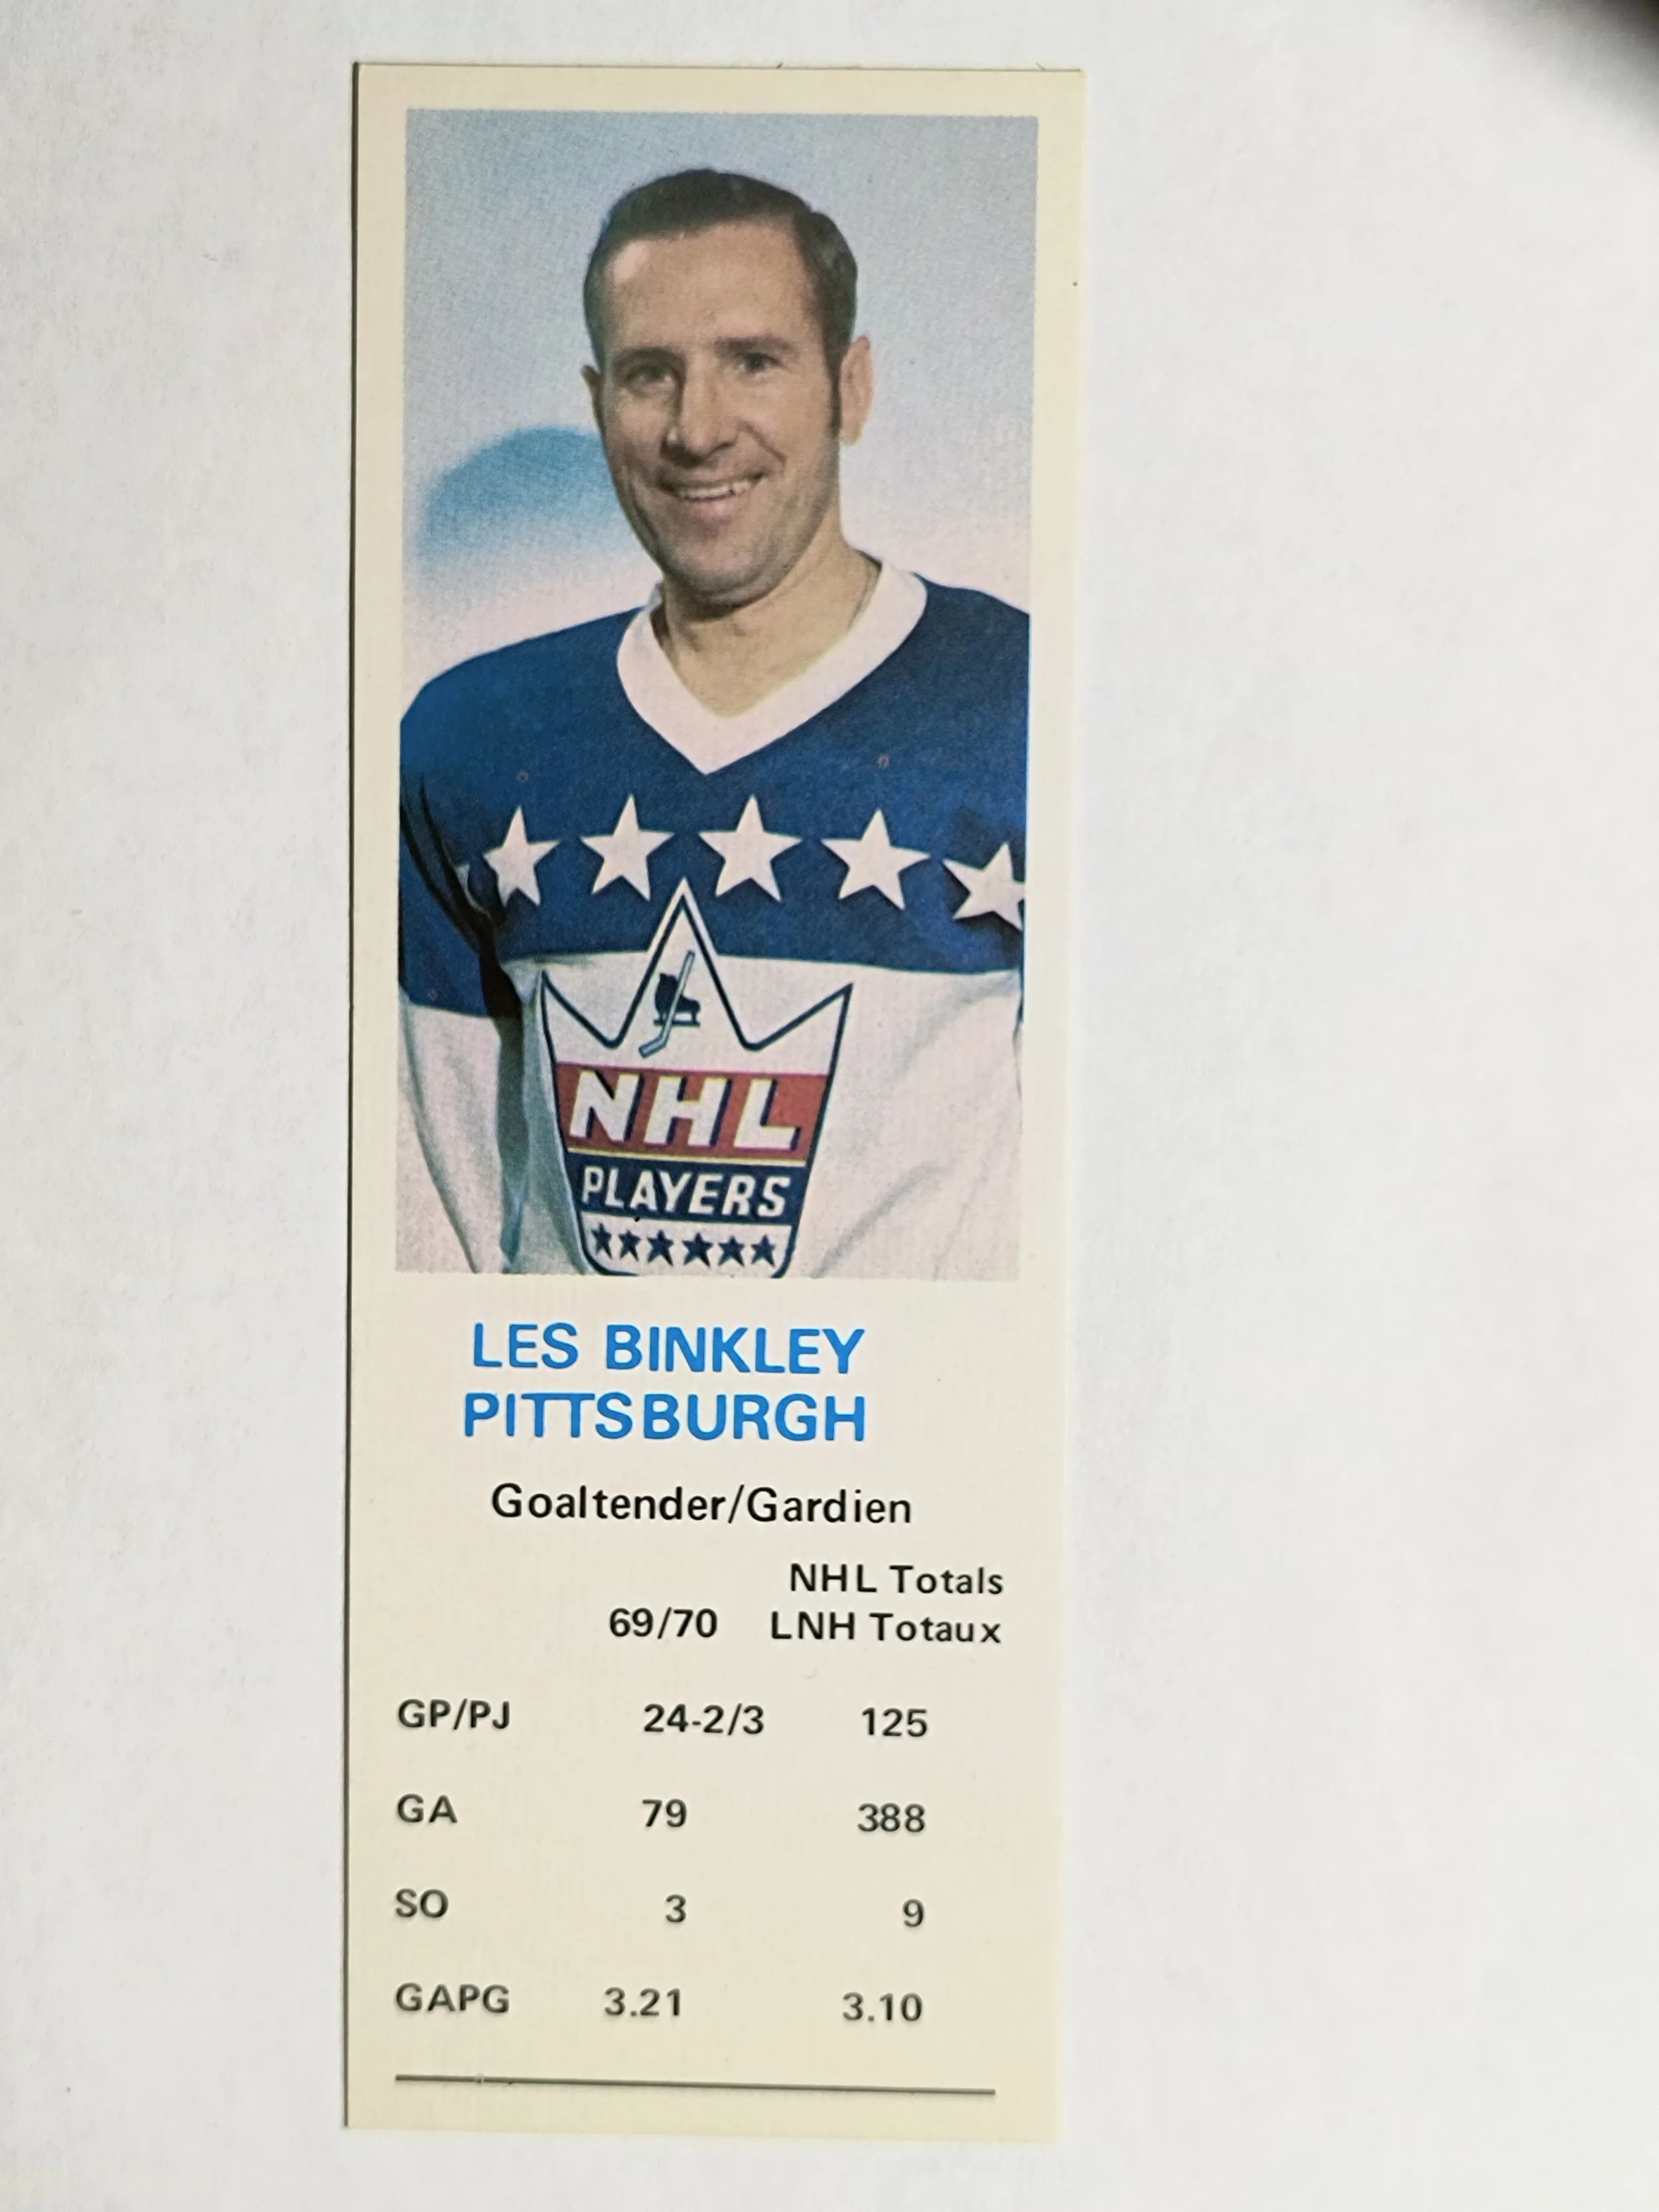 NHL
PLAYERS
LES BINKLEY
PITTSBURGH
Goaltender/Gardien
NHL Totals
69/70 LNH Totaux
GP/PJ 24-2/3 125
GA 79 388
SO 3 9
GAPG 3.21 3.10